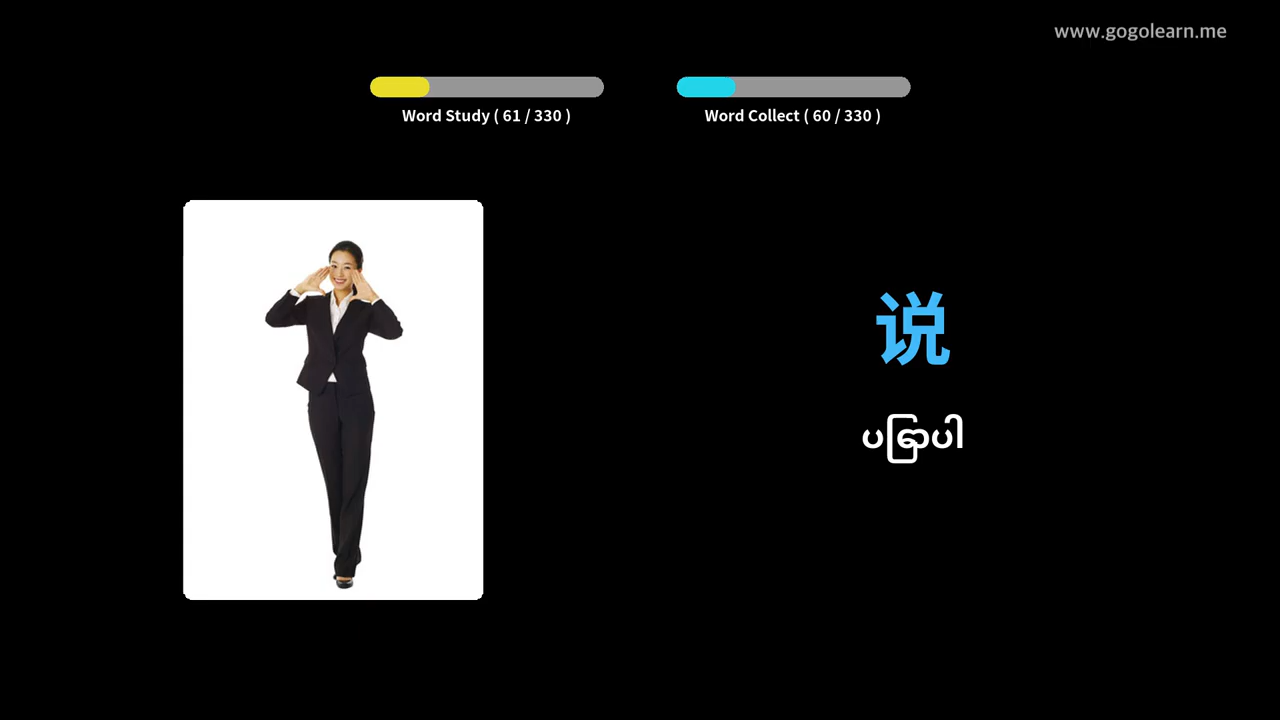 www.gogolearn.me
Word Study ( 61 / 330 )
Word Collect ( 60 / 330 )
说
ပြောပါ